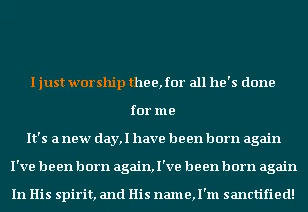 I just worship thee, for all he's done
for me
It's a new day, I have been born again
I've been born again, I've been born again
In His spirit, and His name, I'm sanctified!